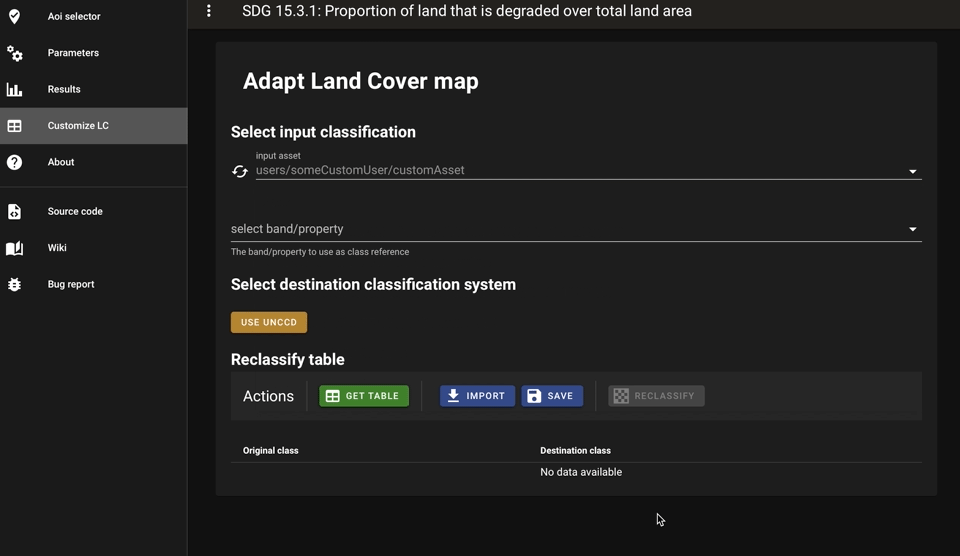 SDG 15.3.1: Proportion of land that is degraded over total land area
Aoi selector
Parameters
Results
Customize LC
About
Source code
Wiki
Bug report
Adapt Land Cover map
Select input classification
input asset
users/someCustomUser/customAsset
select band/property
The band/property to use as class reference
Select destination classification system
USE UNCCD
Reclassify table
Actions GET TABLE IMPORT SAVE RECLASSIFY
Original class Destination class
No data available